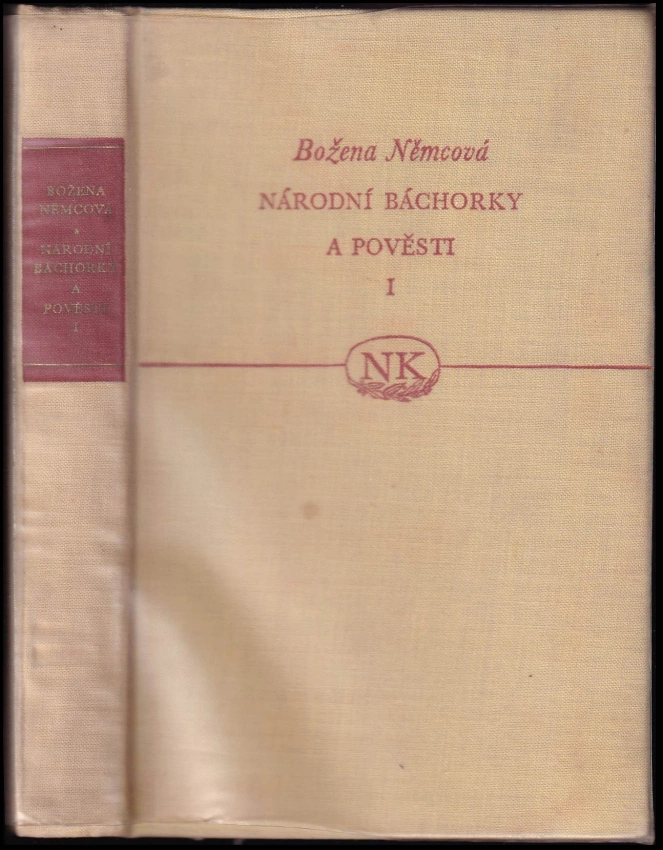 BOŽENA
NĚMCOVÁ
NÁRODNÍ
BÁCHORKY
A
POVĚSTI
I
Božena Němcová
NÁRODNÍ BÁCHORKY
A POVĚSTI
I
NK